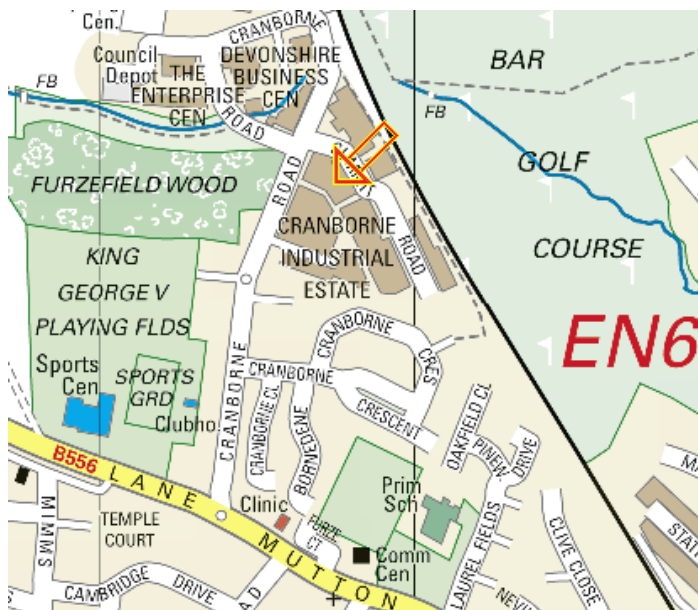 Cen.
CRANBORNE
Council
Depot
DEVONSHIRE
BUSINESS
CEN
THE
ENTERPRISE
CEN
FB
ROAD
BAR
FB
GOLF
COURSE
FURZEFIELD WOOD
ROAD
CRANBORNE
INDUSTRIAL
ESTATE
ROAD
KING
GEORGE V
PLAYING FLDS
EN6
Sports
Cen
SPORTS
GRD
Clubho.
CRANBORNE
CRANBORNE
CRES
CRANBORNE
CRESCENT
CRANBORNE CL
BORNEDENE
OAKFIELD CL
PINEW.
DRIVE
B556
LANE
MUTTON
Prim
Sch
Clinic
FURZE
CT
Comm
Cen
LAUREL FIELDS
CLIVE CLOSE
MIMMS
TEMPLE
COURT
CAMBRIDGE DRIVE